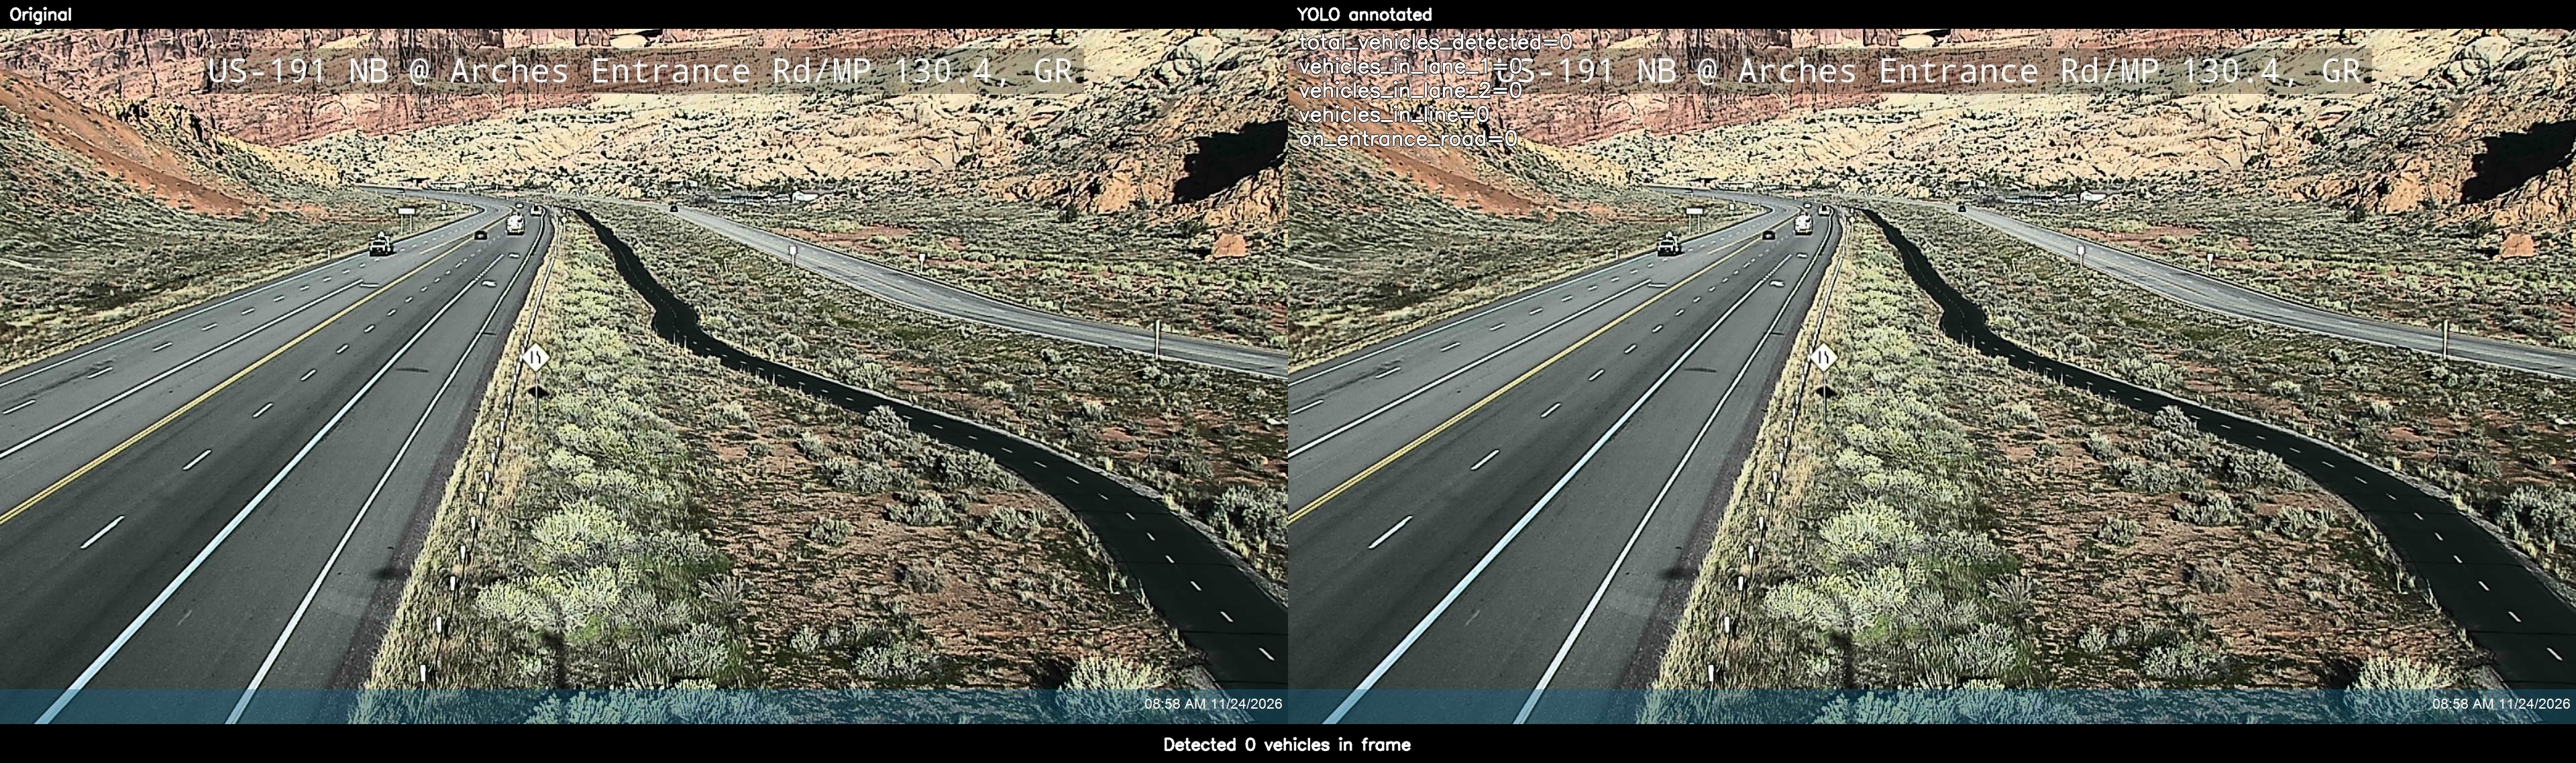 Original
US-191 NB @ Arches Entrance Rd/MP 130.4, GR
08:58 AM 11/24/2026
YOLO annotated
total_vehicles_detected=0
vehicles_in_lane_1=0
S-191 NB @ Arches Entrance Rd/MP 130.4, GR
vehicles_in_lane_2=0
vehicles_in_line=0
on_entrance_road=0
08:58 AM 11/24/2026
Detected 0 vehicles in frame